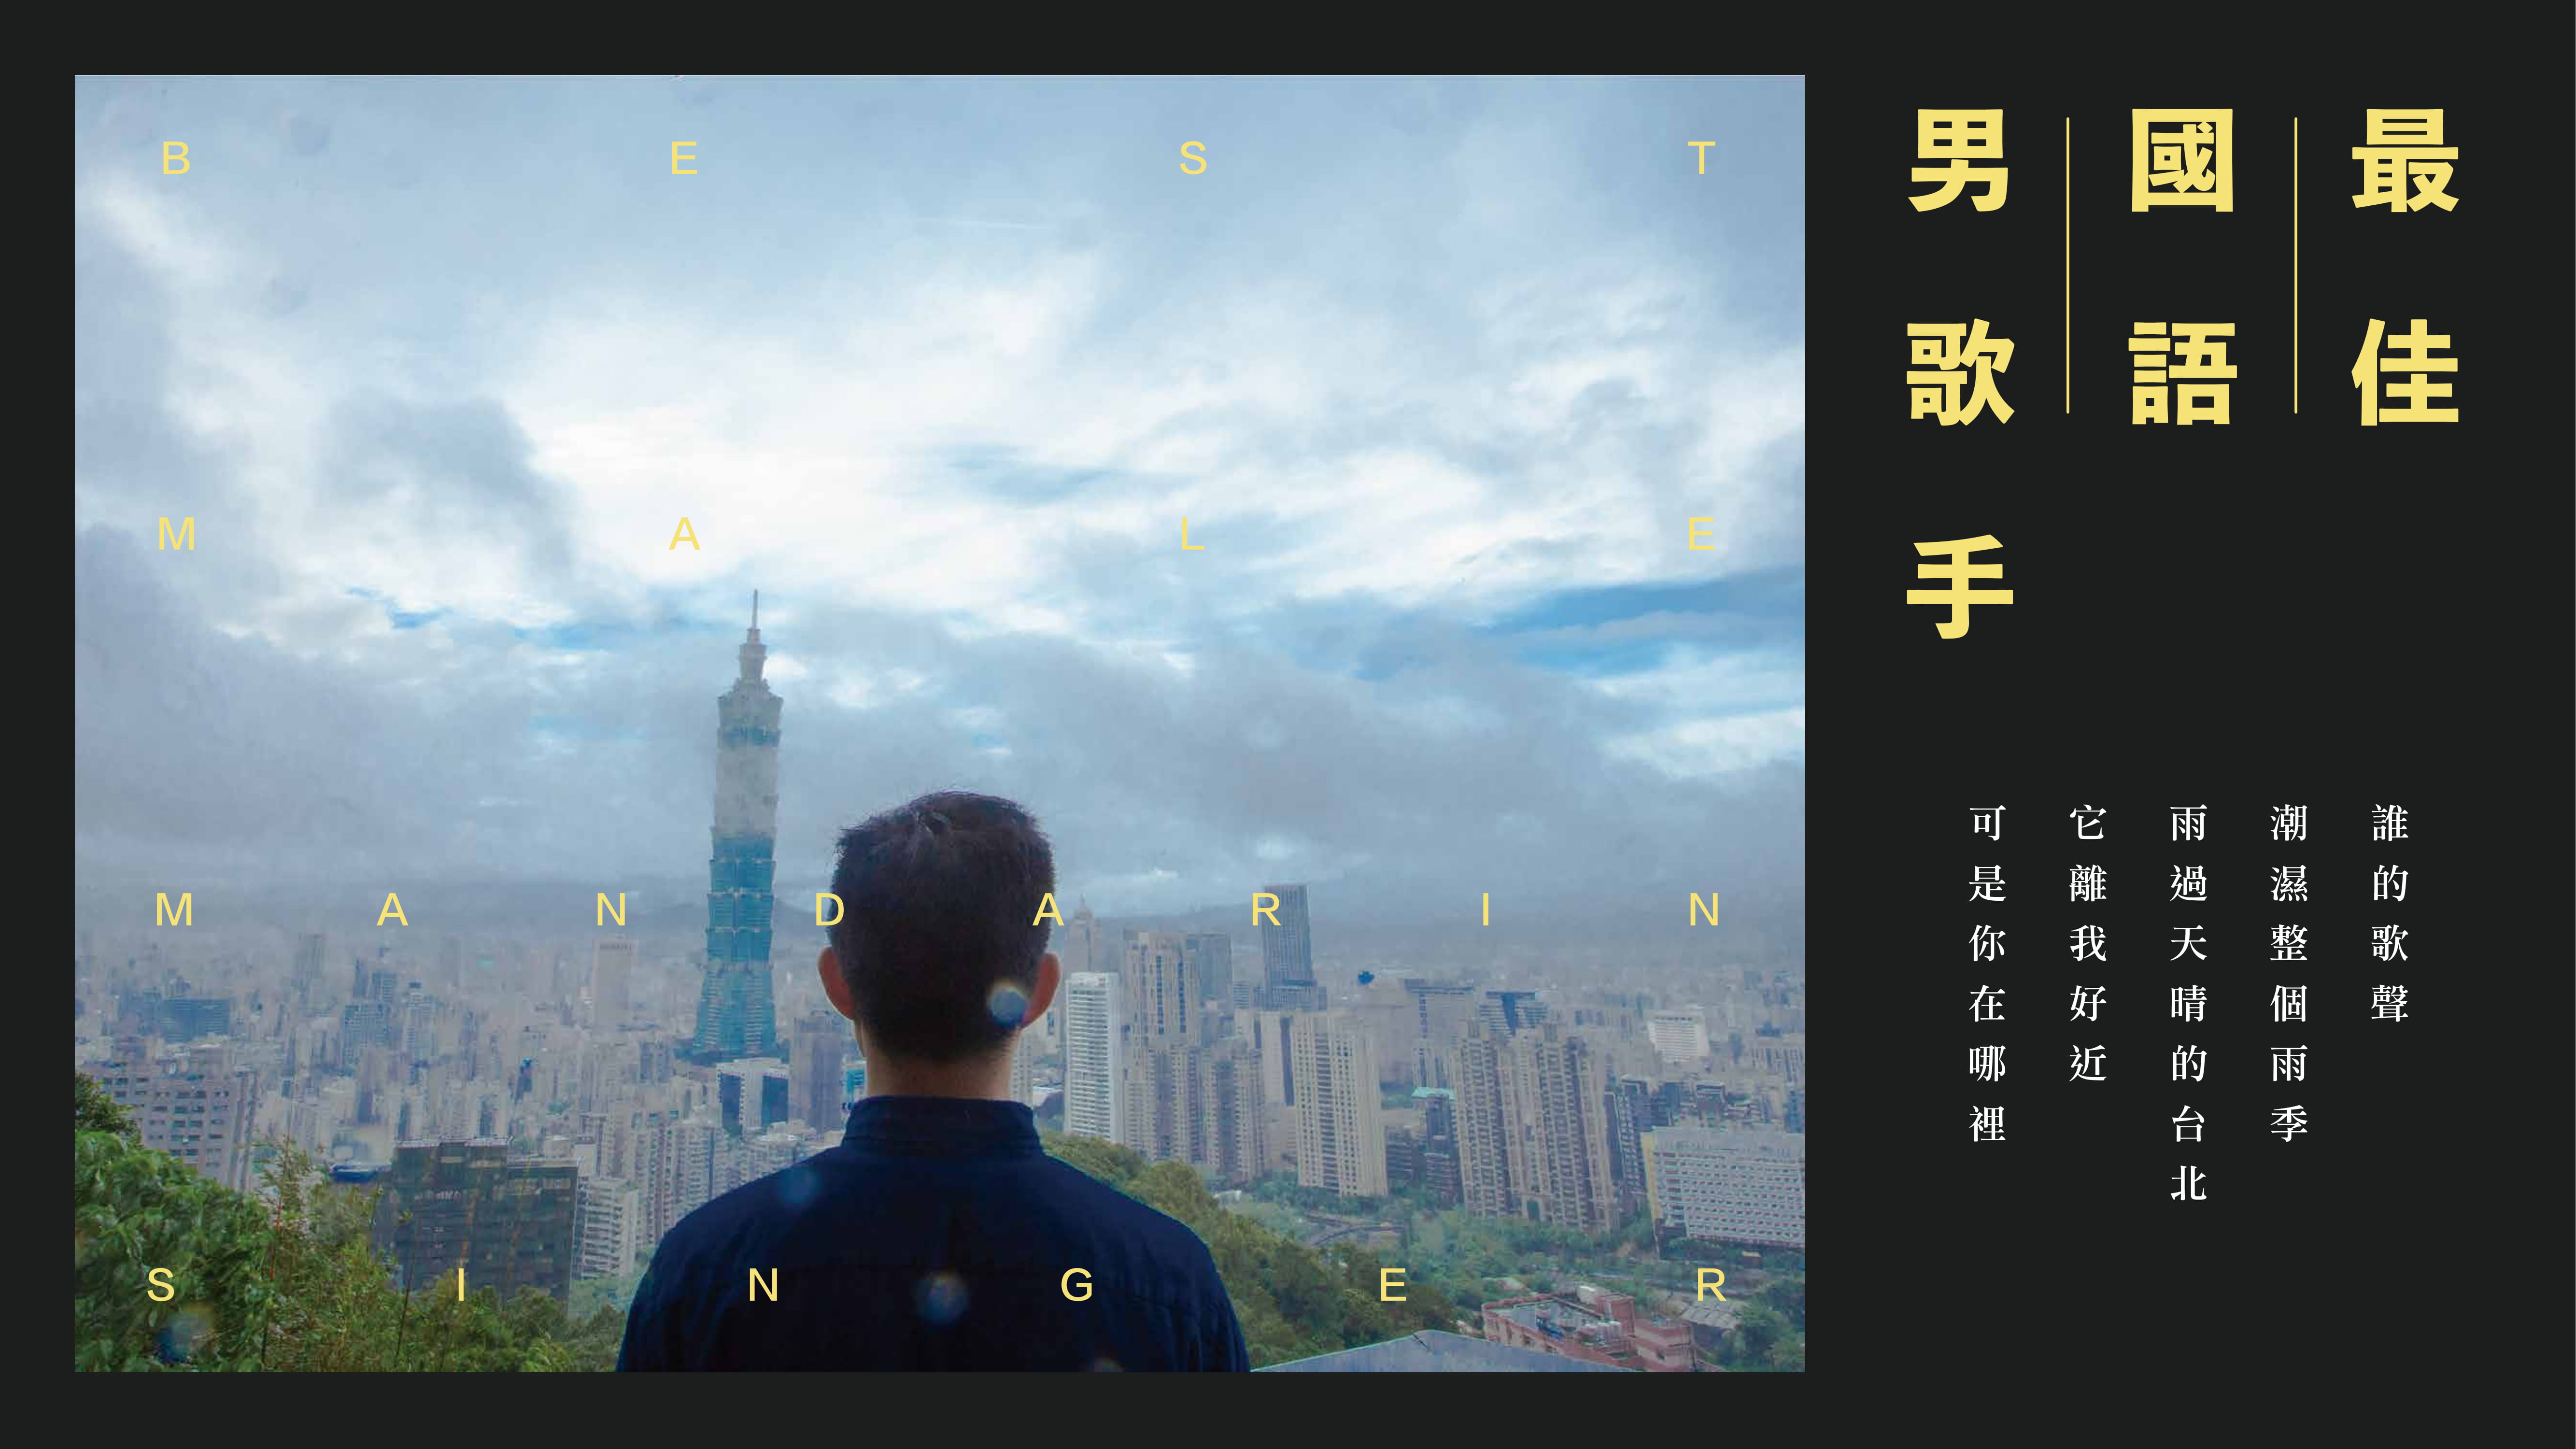 BEST
MALE
MANDARIN
SINGER
最佳
國語
男歌手
誰的歌聲
潮濕整個雨季
雨過天晴的台北
它離我好近
可是你在哪裡